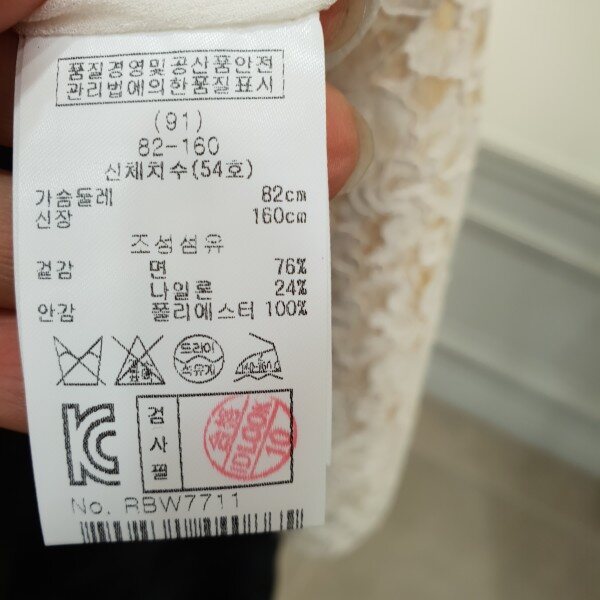 품질경영및공산품안전
관리법에의한품질표시
(91)
82-160
신체치수(54호)
가슴둘레 82cm
신장 160cm
조성섬유
겉감 면 76%
나일론 24%
안감 폴리에스터 100%
드라이
석유계
검사필
10
No. RBW7711